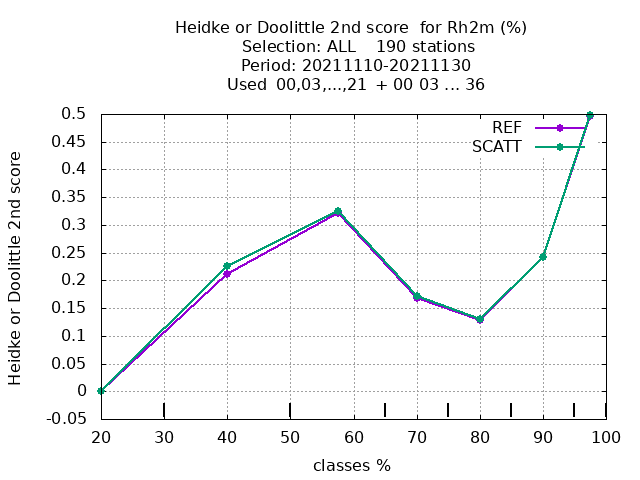 Heidke or Doolittle 2nd score  for Rh2m (%)
Selection: ALL    190 stations
Period: 20211110-20211130
Used  00,03,...,21  + 00 03 ... 36
Heidke or Doolittle 2nd score
0.5
0.45
0.4
0.35
0.3
0.25
0.2
0.15
0.1
0.05
0
-0.05
REF
SCATT
20 30 40 50 60 70 80 90 100
classes %